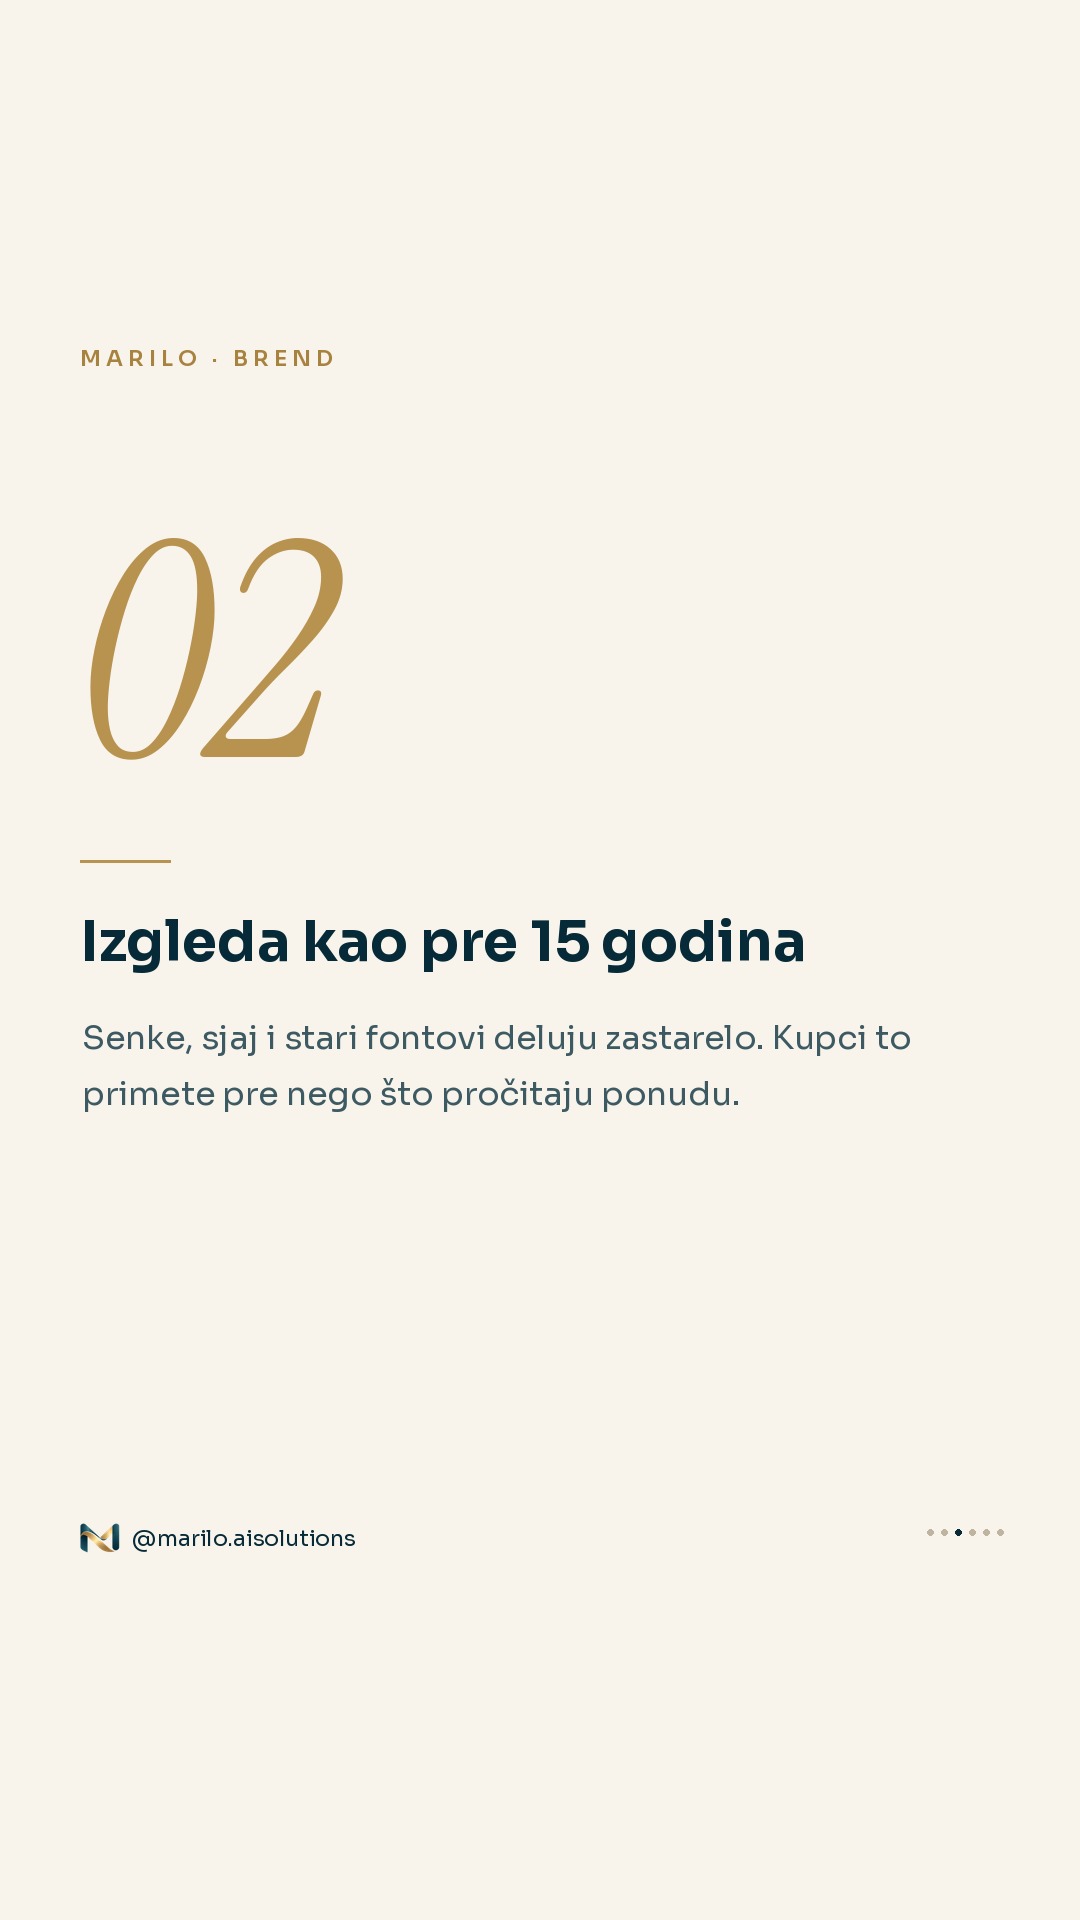 MARILO · BREND
02
Izgleda kao pre 15 godina
Senke, sjaj i stari fontovi deluju zastarelo. Kupci to
primete pre nego što pročitaju ponudu.
@marilo.aisolutions